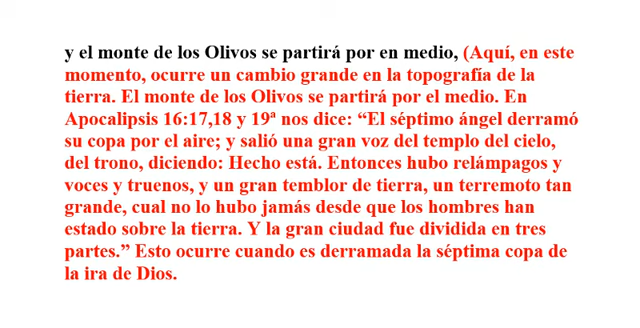 y el monte de los Olivos se partirá por en medio, (Aquí, en este
momento, ocurre un cambio grande en la topografía de la
tierra. El monte de los Olivos se partirá por el medio. En
Apocalipsis 16:17,18 y 19ª nos dice: “El séptimo ángel derramó
su copa por el aire; y salió una gran voz del templo del cielo,
del trono, diciendo: Hecho está. Entonces hubo relámpagos y
voces y truenos, y un gran temblor de tierra, un terremoto tan
grande, cual no lo hubo jamás desde que los hombres han
estado sobre la tierra. Y la gran ciudad fue dividida en tres
partes.” Esto ocurre cuando es derramada la séptima copa de
la ira de Dios.